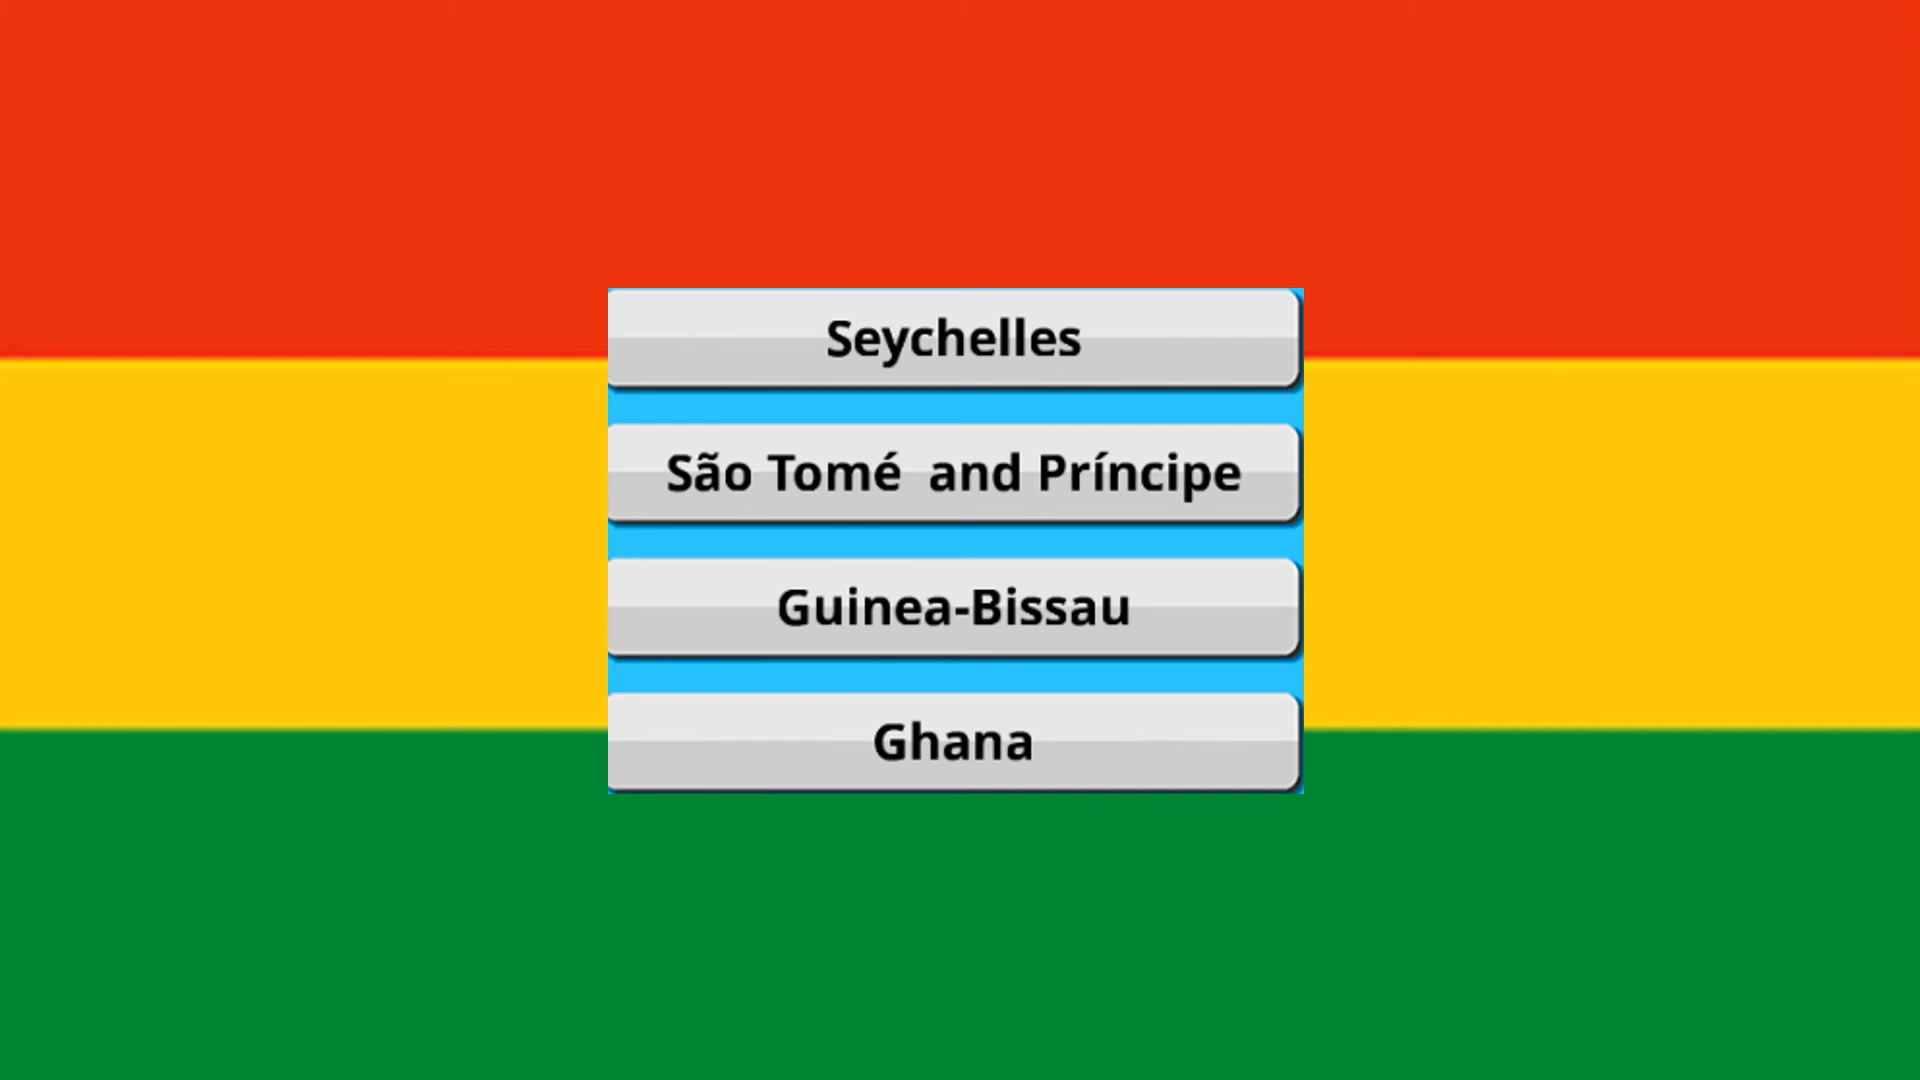 Seychelles
São Tomé  and Príncipe
Guinea-Bissau
Ghana